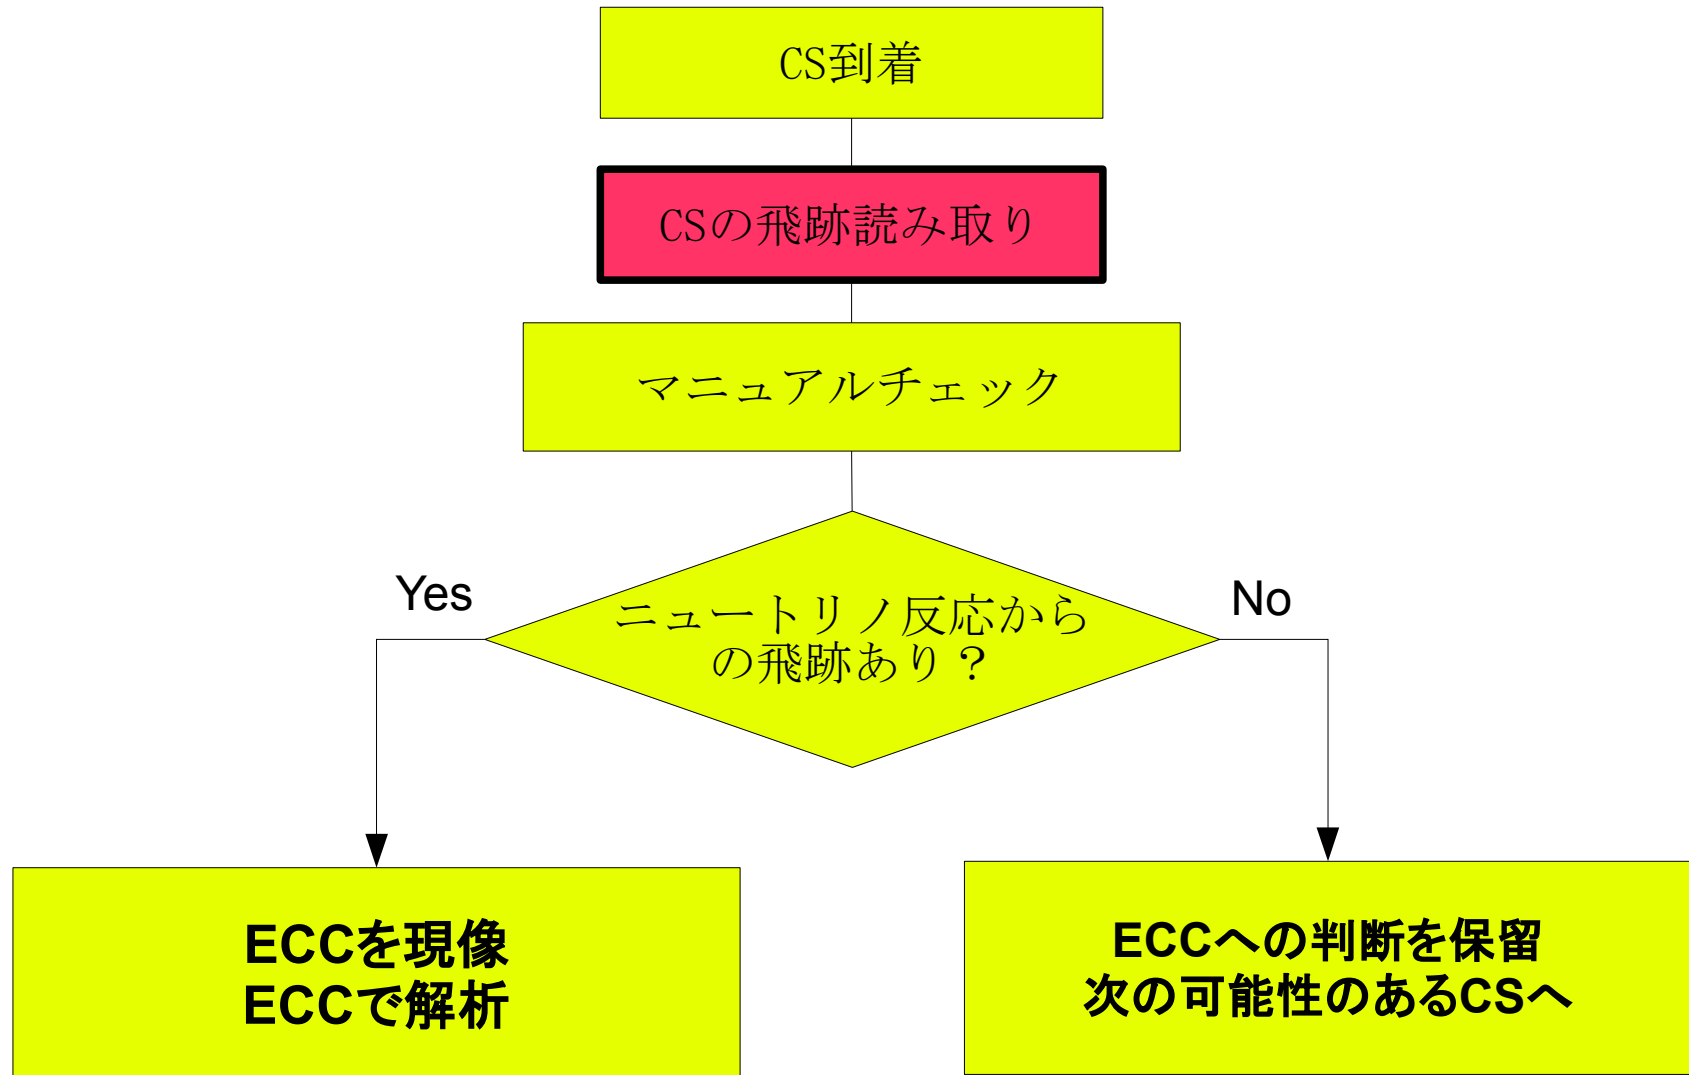 CS到着
CSの飛跡読み取り
マニュアルチェック
Yes
No
ニュートリノ反応から
の飛跡あり？
ECCを現像
ECCで解析
ECCへの判断を保留
次の可能性のあるCSへ